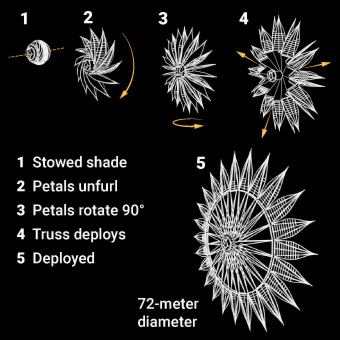 1
2
3
4
1 Stowed shade
2 Petals unfurl
3 Petals rotate 90°
4 Truss deploys
5 Deployed
5
72-meter
diameter